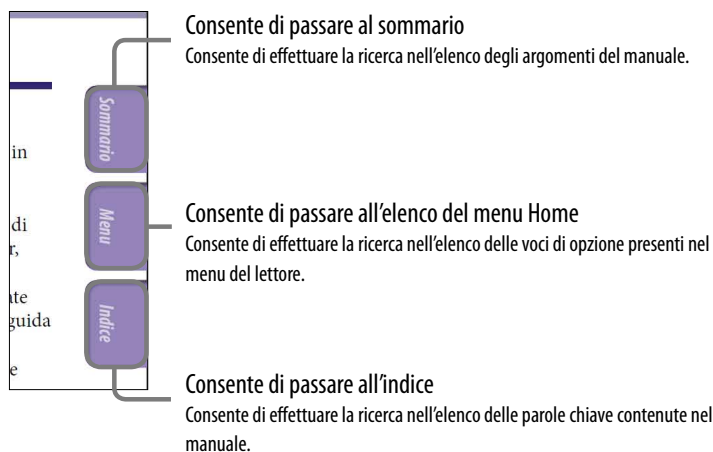 Consente di passare al sommario
Consente di effettuare la ricerca nell'elenco degli argomenti del manuale.
Sommario
in
Consente di passare all'elenco del menu Home
Consente di effettuare la ricerca nell'elenco delle voci di opzione presenti nel
menu del lettore.
Menu
di
r,
Indice
ate
guida
e
Consente di passare all'indice
Consente di effettuare la ricerca nell'elenco delle parole chiave contenute nel
manuale.